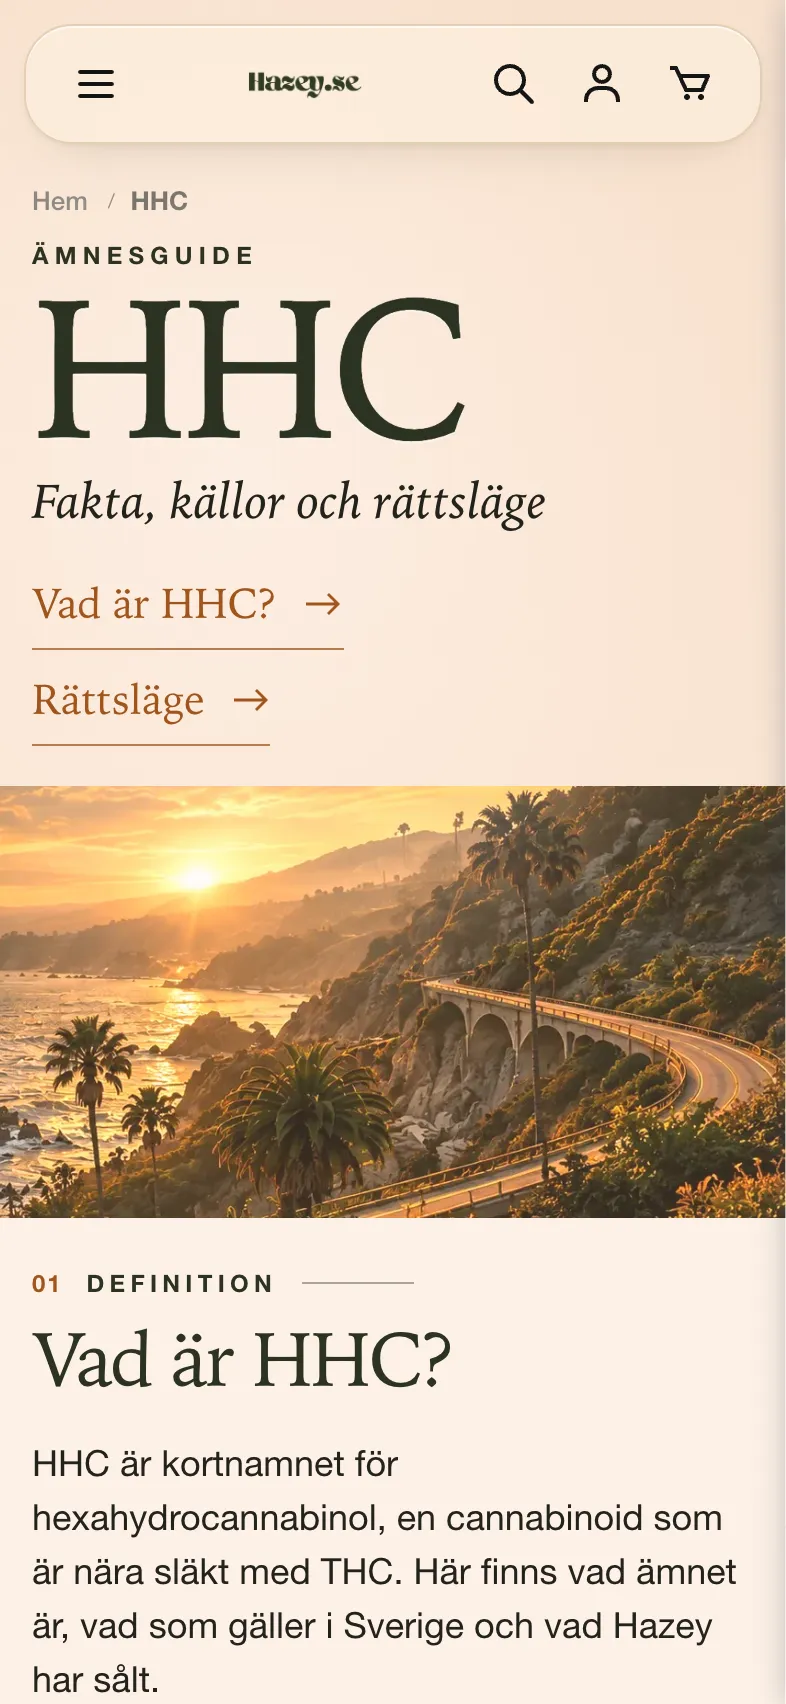 Hazey.se
Hem / HHC
ÄMNESGUIDE
HHC
Fakta, källor och rättsläge
Vad är HHC? →
Rättsläge →
01 DEFINITION
Vad är HHC?
HHC är kortnamnet för
hexahydrocannabinol, en cannabinoid som
är nära släkt med THC. Här finns vad ämnet
är, vad som gäller i Sverige och vad Hazey
har sålt.